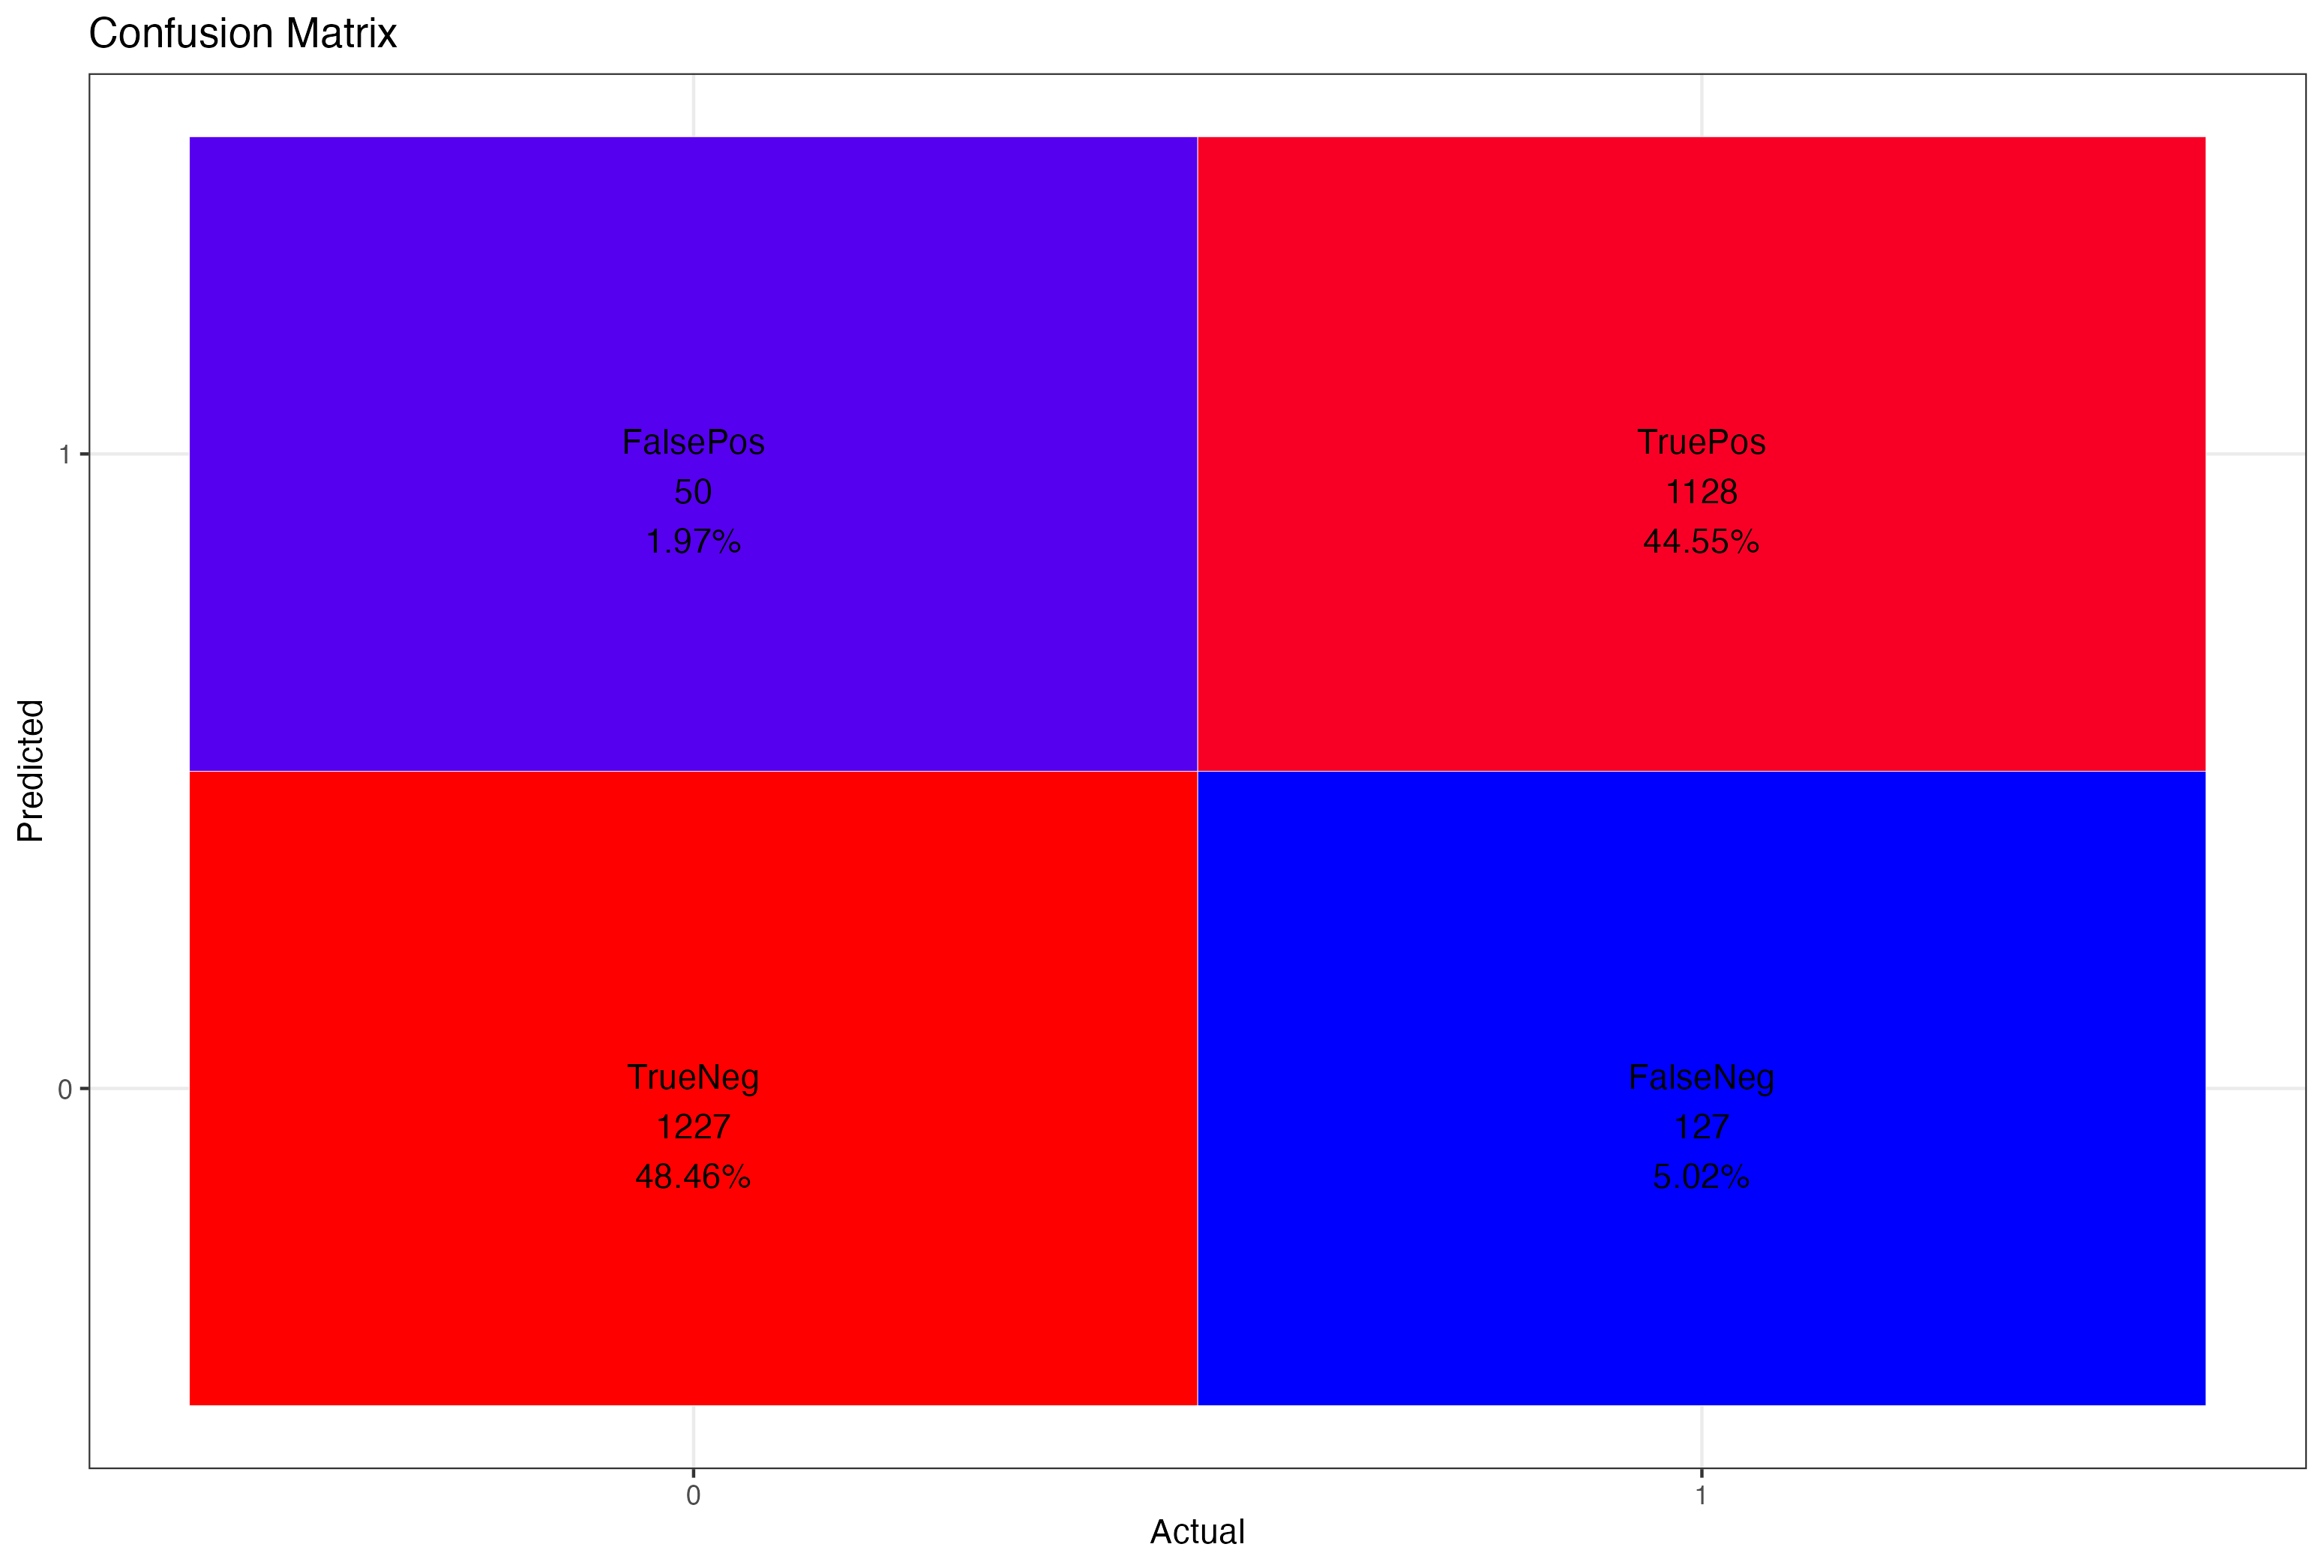 Confusion Matrix
Predicted
1
0
FalsePos
50
1.97%
TruePos
1128
44.55%
TrueNeg
1227
48.46%
FalseNeg
127
5.02%
0
1
Actual